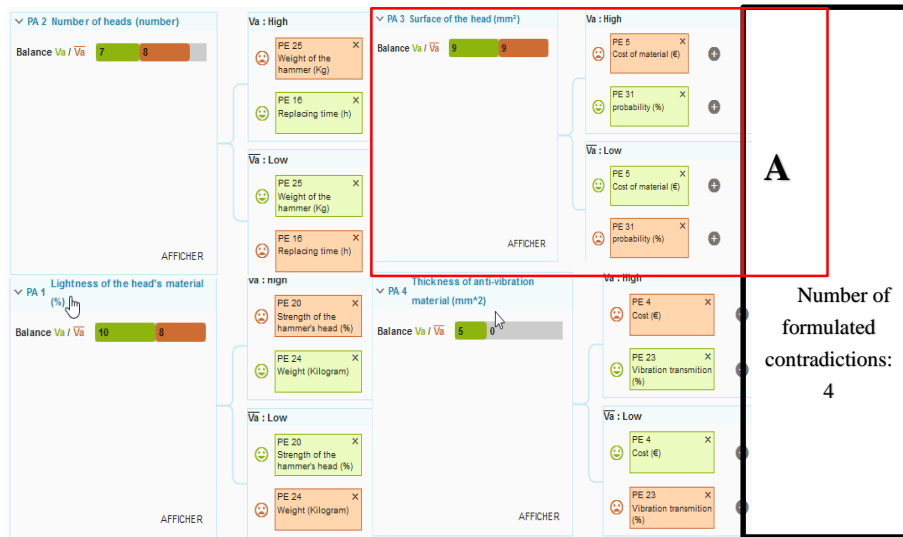 PA 2 Number of heads (number)
Balance Va / Va
7
8
AFFICHER
Va : High
PE 25
X
Weight of the
hammer (Kg)
PE 16
X
Replacing time (h)
Va : Low
PE 25
X
Weight of the
hammer (Kg)
PE 16
X
Replacing time (h)
PA 3 Surface of the head (mm²)
Balance Va / Va
9
9
AFFICHER
Va : High
PE 5
X
Cost of material (€)
PE 31
X
probability (%)
Va : Low
PE 5
X
Cost of material (€)
PE 31
X
probability (%)
A
PA 1 Lightness of the head's material
(%)
Balance Va / Va
10
8
AFFICHER
Va : High
PE 20
X
Strength of the
hammer's head (%)
PE 24
X
Weight (Kilogram)
Va : Low
PE 20
X
Strength of the
hammer's head (%)
PE 24
X
Weight (Kilogram)
PA 4 Thickness of anti-vibration
material (mm^2)
Balance Va / Va
5
0
AFFICHER
Va : High
PE 4
X
Cost (€)
PE 23
X
Vibration transmition
(%)
Va : Low
PE 4
X
Cost (€)
PE 23
X
Vibration transmition
(%)
Number of
formulated
contradictions:
4